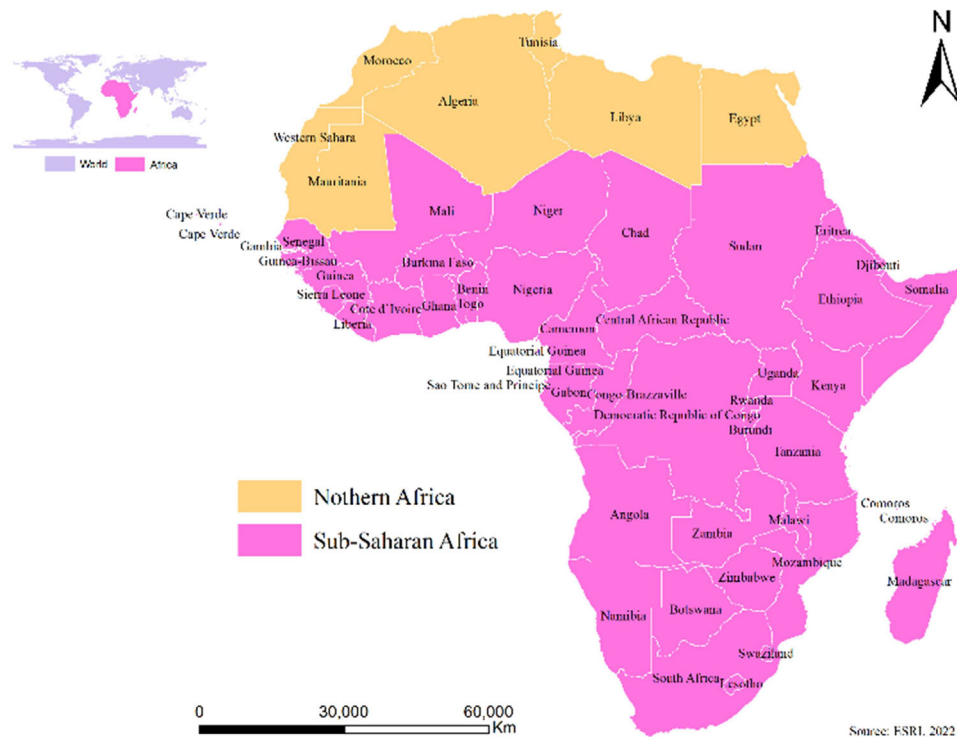 N
Tunisia
Morocco
Algeria
Libya
Egypt
Western Sahara
Mauritania
World
Africa
Cape Verde
Cape Verde
Mali
Niger
Chad
Sudan
Eritrea
Gambia
Senegal
Guinea-Bissau
Guinea
Burkina Faso
Djibouti
Somalia
Sierra Leone
Cote d'Ivoire
Ghana
Benin
Togo
Nigeria
Ethiopia
Liberia
Cameroon
Central African Republic
Equatorial Guinea
Equatorial Guinea
Sao Tome and Principe
Gabon
Congo-Brazzaville
Uganda
Kenya
Rwanda
Democratic Republic of Congo
Burundi
Tanzania
Nothern Africa
Sub-Saharan Africa
Angola
Zambia
Malawi
Comoros
Comoros
Mozambique
Zimbabwe
Madagascar
Namibia
Botswana
Swaziland
South Africa
Lesotho
0 30,000 60,000
Km
Source: ESRI, 2022